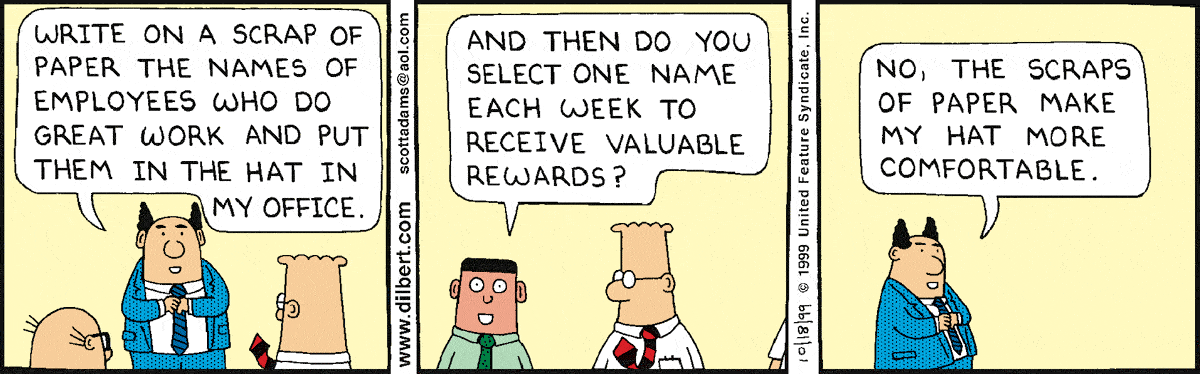 WRITE ON A SCRAP OF
PAPER THE NAMES OF
EMPLOYEES WHO DO
GREAT WORK AND PUT
THEM IN THE HAT IN
MY OFFICE.
www.dilbert.com scottadams@aol.com
AND THEN DO YOU
SELECT ONE NAME
EACH WEEK TO
RECEIVE VALUABLE
REWARDS?
10/18/99 © 1999 United Feature Syndicate, Inc.
NO, THE SCRAPS
OF PAPER MAKE
MY HAT MORE
COMFORTABLE.